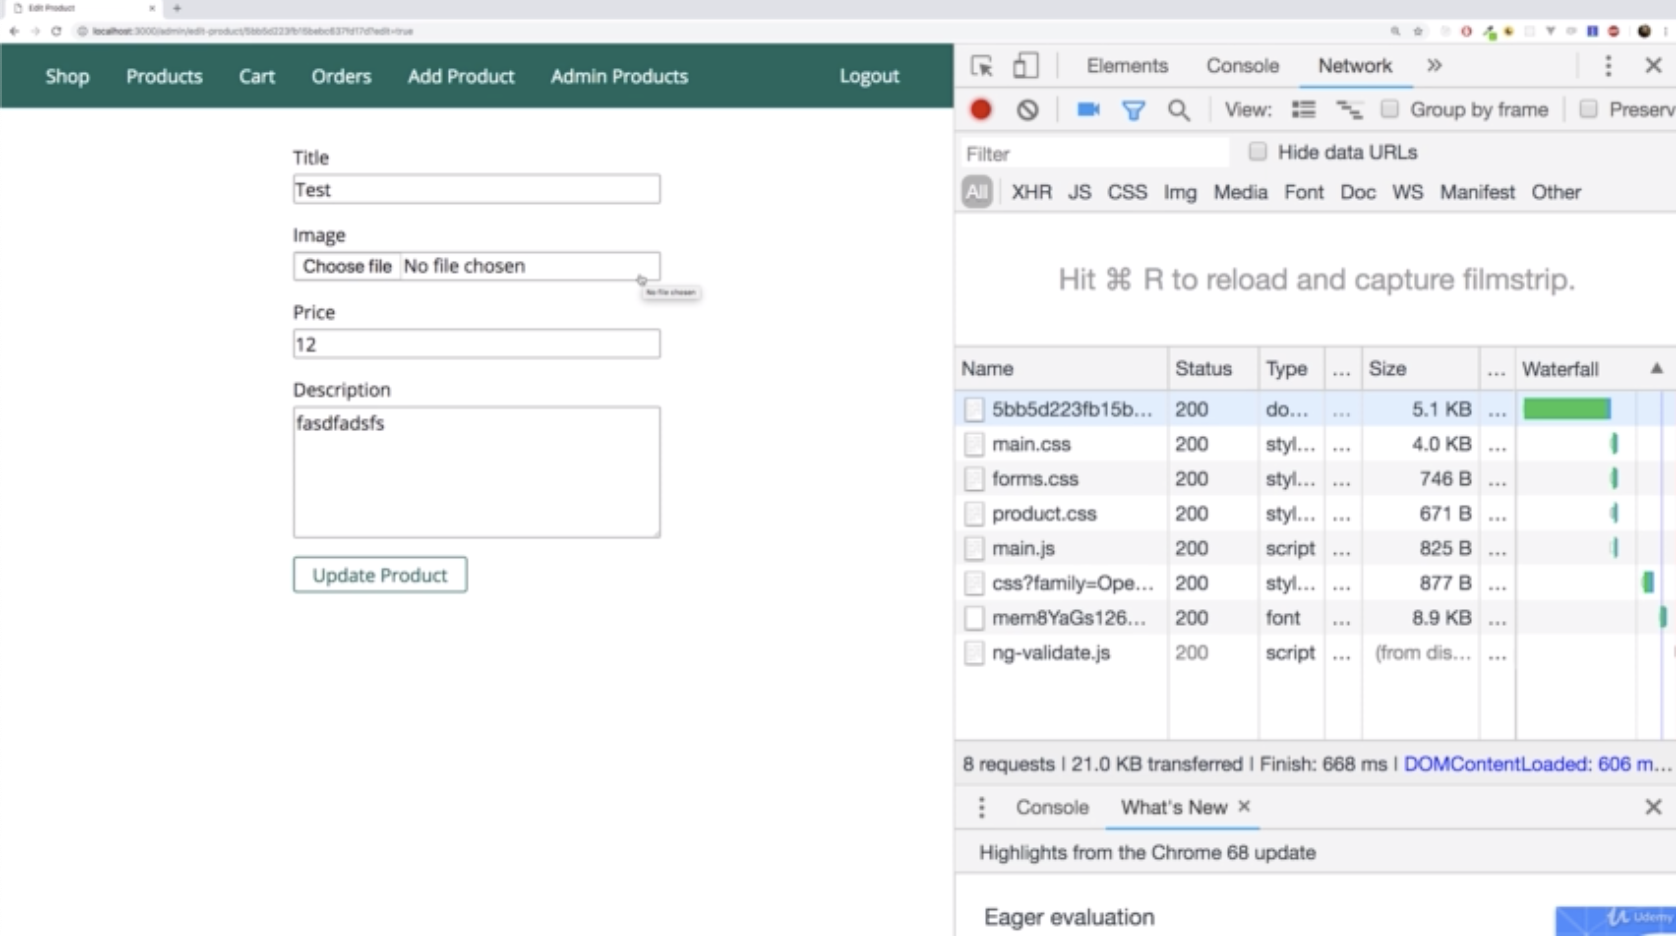 Edit Product
localhost:3000/admin/edit-product/5bb5d223fb15bebc637fd17d?edit=true
Shop Products Cart Orders Add Product Admin Products Logout
Title
Test
Image
Choose file No file chosen
No file chosen
Price
12
Description
fasdfadsfs
Update Product
Elements Console Network
View: Group by frame Preserv
Filter Hide data URLs
All XHR JS CSS Img Media Font Doc WS Manifest Other
Hit ⌘ R to reload and capture filmstrip.
Name Status Type ... Size ... Waterfall ▲
5bb5d223fb15b... 200 do... ... 5.1 KB ...
main.css 200 styl... ... 4.0 KB ...
forms.css 200 styl... ... 746 B ...
product.css 200 styl... ... 671 B ...
main.js 200 script ... 825 B ...
css?family=Ope... 200 styl... ... 877 B ...
mem8YaGs126... 200 font ... 8.9 KB ...
ng-validate.js 200 script ... (from dis... ...
8 requests | 21.0 KB transferred | Finish: 668 ms | DOMContentLoaded: 606 m...
Console What's New ×
Highlights from the Chrome 68 update
Eager evaluation
Udemy